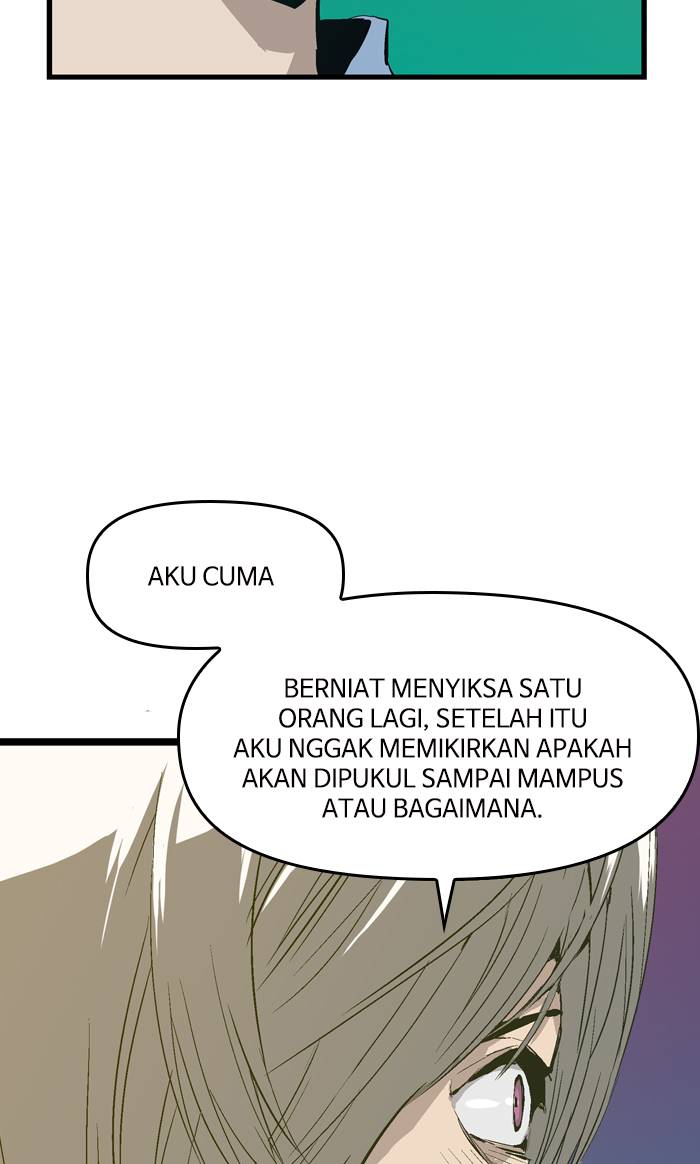 AKU CUMA
BERNIAT MENYIKSA SATU
ORANG LAGI, SETELAH ITU
AKU NGGAK MEMIKIRKAN APAKAH
AKAN DIPUKUL SAMPAI MAMPUS
ATAU BAGAIMANA.